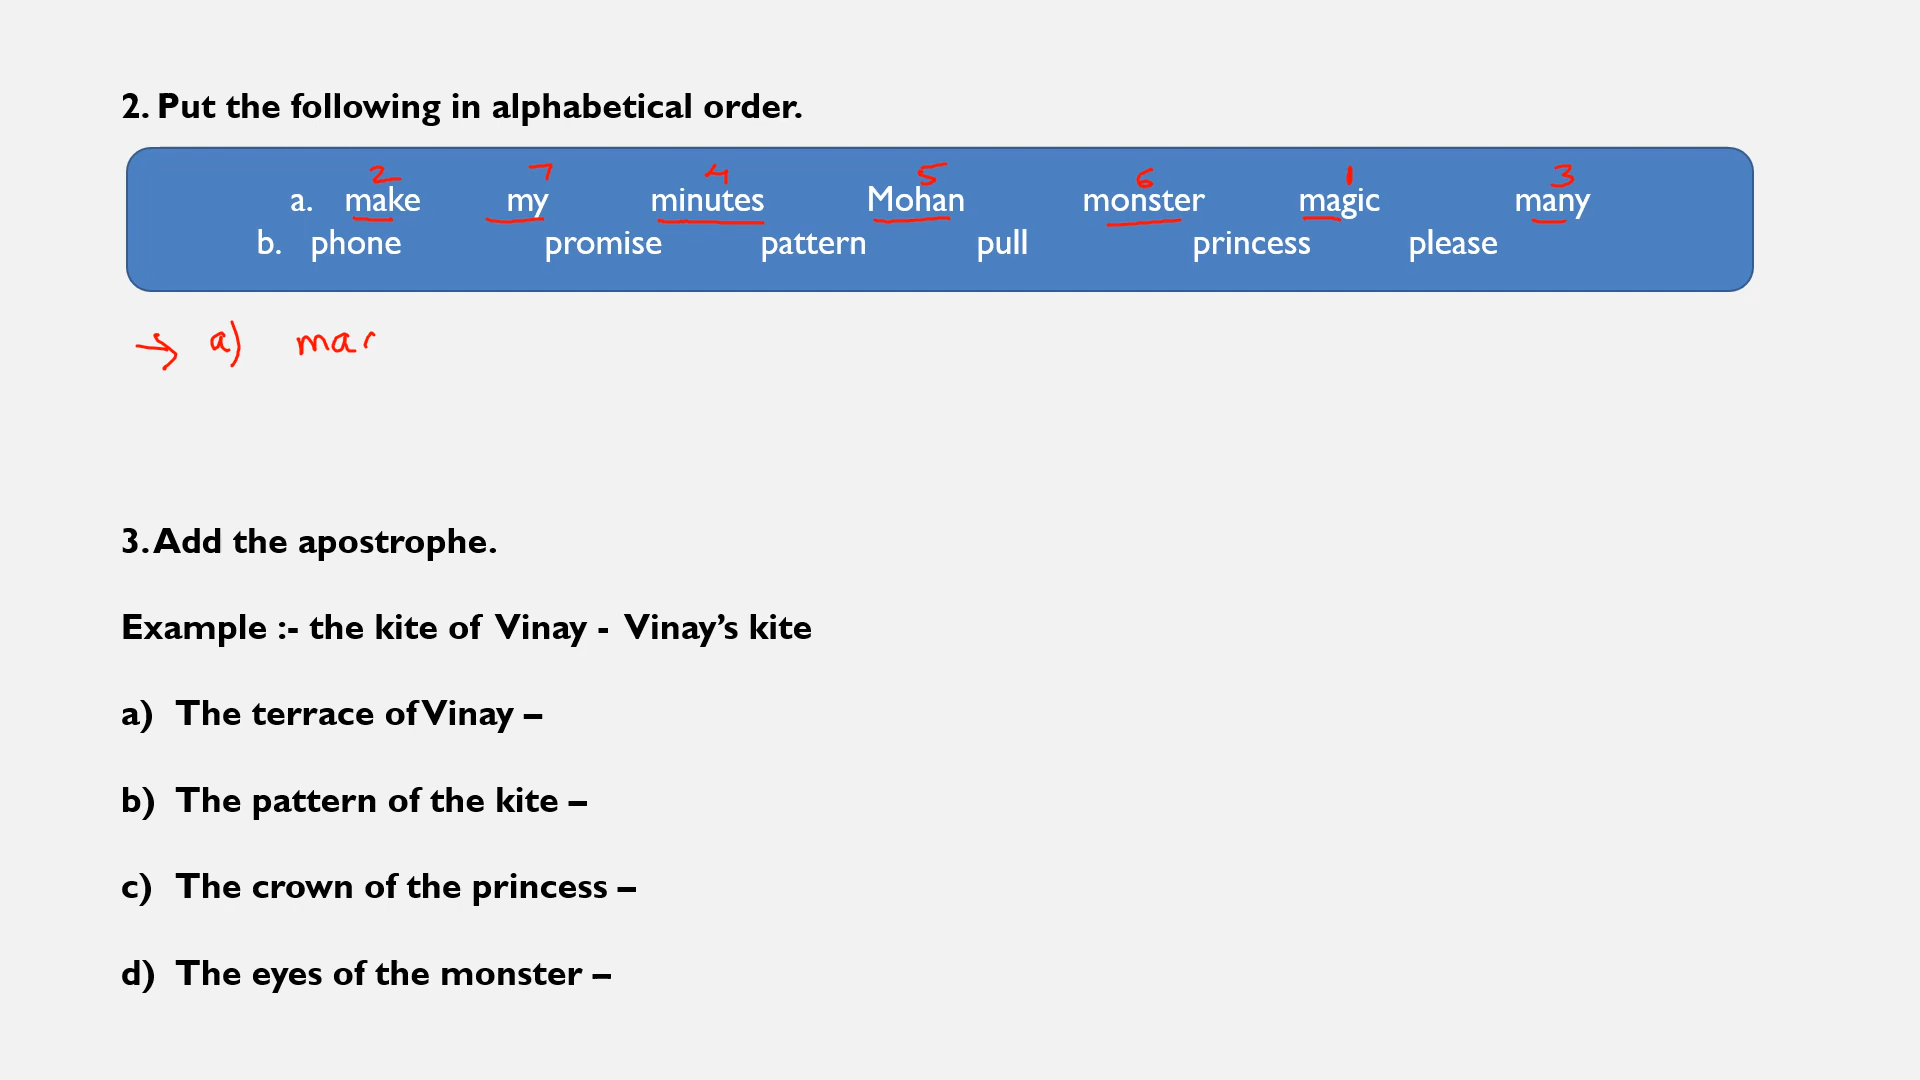 2. Put the following in alphabetical order.
2 7 4 5 6 1 3
a. make my minutes Mohan monster magic many
b. phone promise pattern pull princess please
→ a) ma
3. Add the apostrophe.
Example :- the kite of Vinay - Vinay’s kite
a) The terrace of Vinay –
b) The pattern of the kite –
c) The crown of the princess –
d) The eyes of the monster –